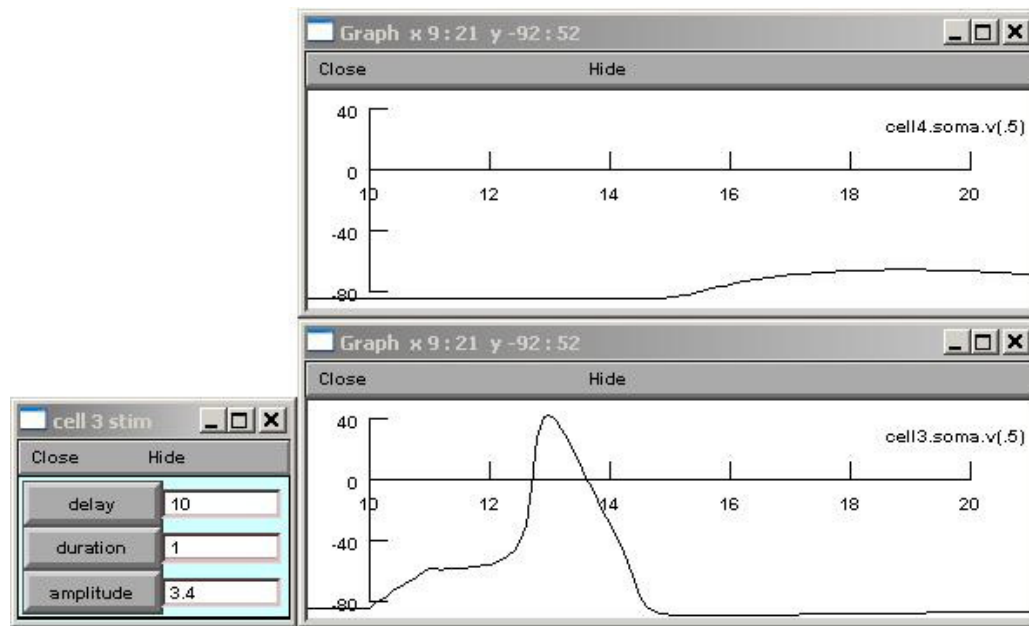 Graph x 9 : 21 y -92 : 52
Close Hide
40
cell4.soma.v(.5)
0
10 12 14 16 18 20
-40
-80
Graph x 9 : 21 y -92 : 52
Close Hide
40
cell3.soma.v(.5)
0
10 12 14 16 18 20
-40
-80
cell 3 stim
Close Hide
delay 10
duration 1
amplitude 3.4